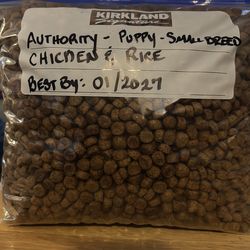 KIRKLAND
Signature
AUTHORITY - PUPPY - SMALL BREED
CHICKEN & RICE
BEST BY: 01/2027